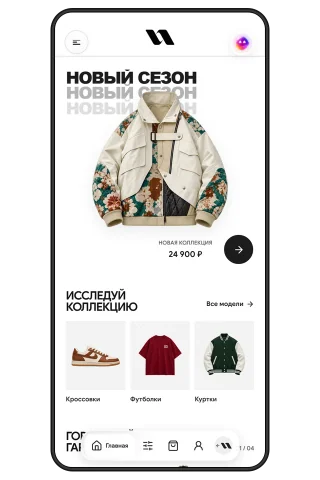 НОВЫЙ СЕЗОН
НОВЫЙ СЕЗОН
НОВЫЙ СЕЗОН
НОВАЯ КОЛЛЕКЦИЯ
24 900 ₽
ИССЛЕДУЙ
КОЛЛЕКЦИЮ
Все модели
Кроссовки
Футболки
Куртки
Главная
1 / 04